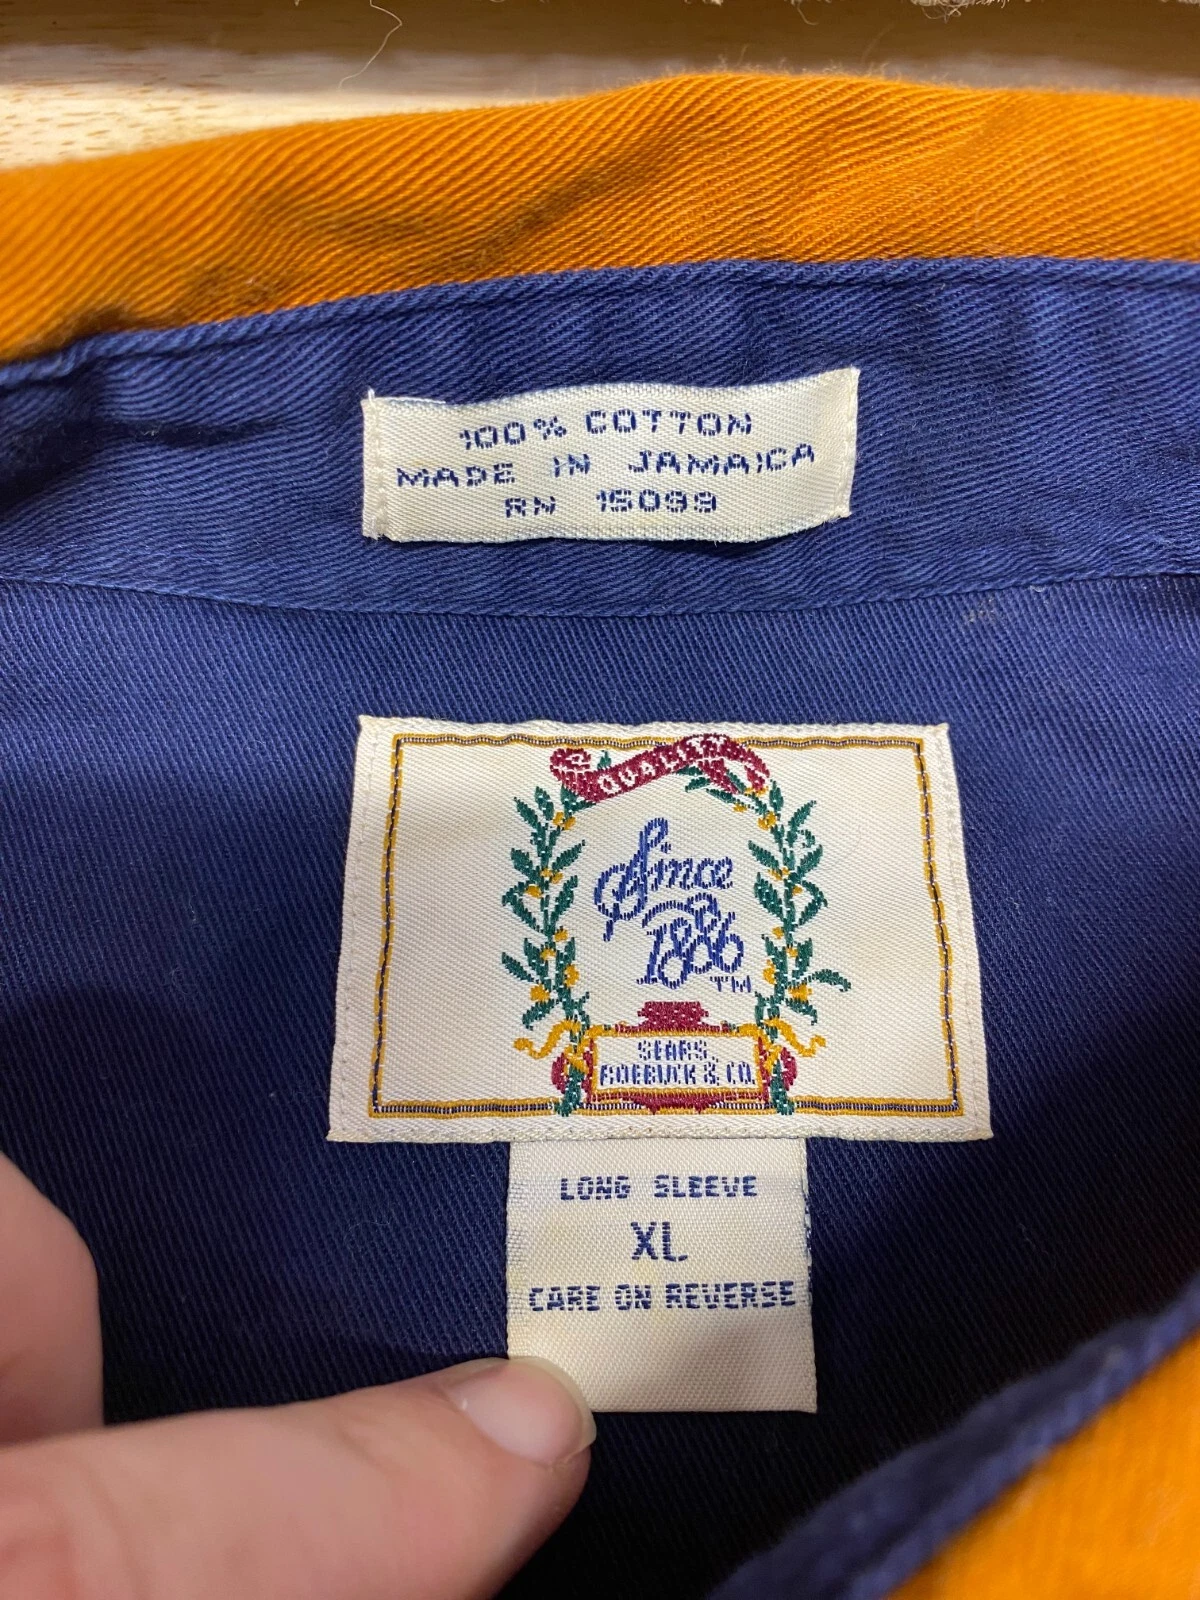 100% COTTON
MADE IN JAMAICA
RN 15099
QUALITY
Since
1886
TM
SEARS,
ROEBUCK & CO.
LONG SLEEVE
XL
CARE ON REVERSE